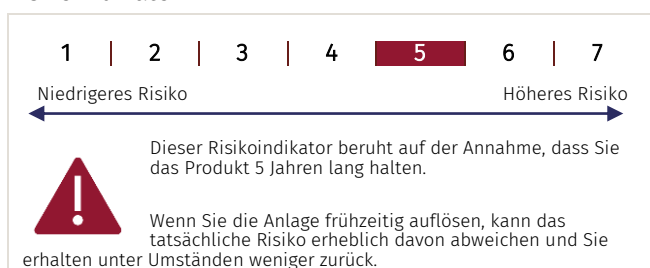 1 | 2 | 3 | 4 | 5 | 6 | 7
Niedrigeres Risiko Höheres Risiko
Dieser Risikoindikator beruht auf der Annahme, dass Sie
das Produkt 5 Jahren lang halten.
Wenn Sie die Anlage frühzeitig auflösen, kann das
tatsächliche Risiko erheblich davon abweichen und Sie
erhalten unter Umständen weniger zurück.